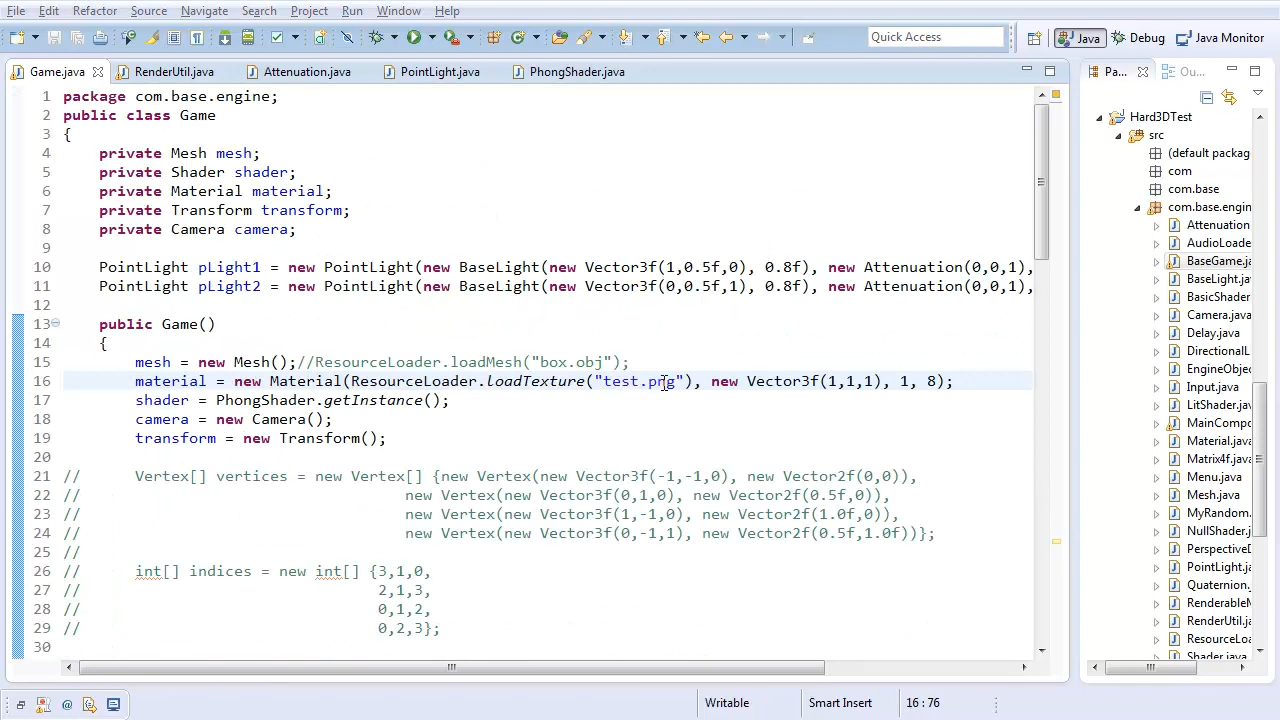 File Edit Refactor Source Navigate Search Project Run Window Help
Quick Access Java Debug Java Monitor
Game.java RenderUtil.java Attenuation.java PointLight.java PhongShader.java
Pa... Ou...
1 package com.base.engine;
2 public class Game
3 {
4 private Mesh mesh;
5 private Shader shader;
6 private Material material;
7 private Transform transform;
8 private Camera camera;
9
10 PointLight pLight1 = new PointLight(new BaseLight(new Vector3f(1,0.5f,0), 0.8f), new Attenuation(0,0,1),
11 PointLight pLight2 = new PointLight(new BaseLight(new Vector3f(0,0.5f,1), 0.8f), new Attenuation(0,0,1),
12
13 public Game()
14 {
15 mesh = new Mesh();//ResourceLoader.loadMesh("box.obj");
16 material = new Material(ResourceLoader.loadTexture("test.png"), new Vector3f(1,1,1), 1, 8);
17 shader = PhongShader.getInstance();
18 camera = new Camera();
19 transform = new Transform();
20
21 // Vertex[] vertices = new Vertex[] {new Vertex(new Vector3f(-1,-1,0), new Vector2f(0,0)),
22 // new Vertex(new Vector3f(0,1,0), new Vector2f(0.5f,0)),
23 // new Vertex(new Vector3f(1,-1,0), new Vector2f(1.0f,0)),
24 // new Vertex(new Vector3f(0,-1,1), new Vector2f(0.5f,1.0f))};
25 //
26 // int[] indices = new int[] {3,1,0,
27 // 2,1,3,
28 // 0,1,2,
29 // 0,2,3};
30
Hard3DTest
src
(default packag
com
com.base
com.base.engin
Attenuation
AudioLoade
BaseGame.ja
BaseLight.ja
BasicShader
Camera.java
Delay.java
DirectionalL
EngineObjec
Input.java
LitShader.jav
MainCompo
Material.java
Matrix4f.java
Menu.java
Mesh.java
MyRandom.
NullShader.ja
PerspectiveD
PointLight.ja
Quaternion.
RenderableM
RenderUtil.ja
ResourceLoa
Shader.java
Writable Smart Insert 16 : 76